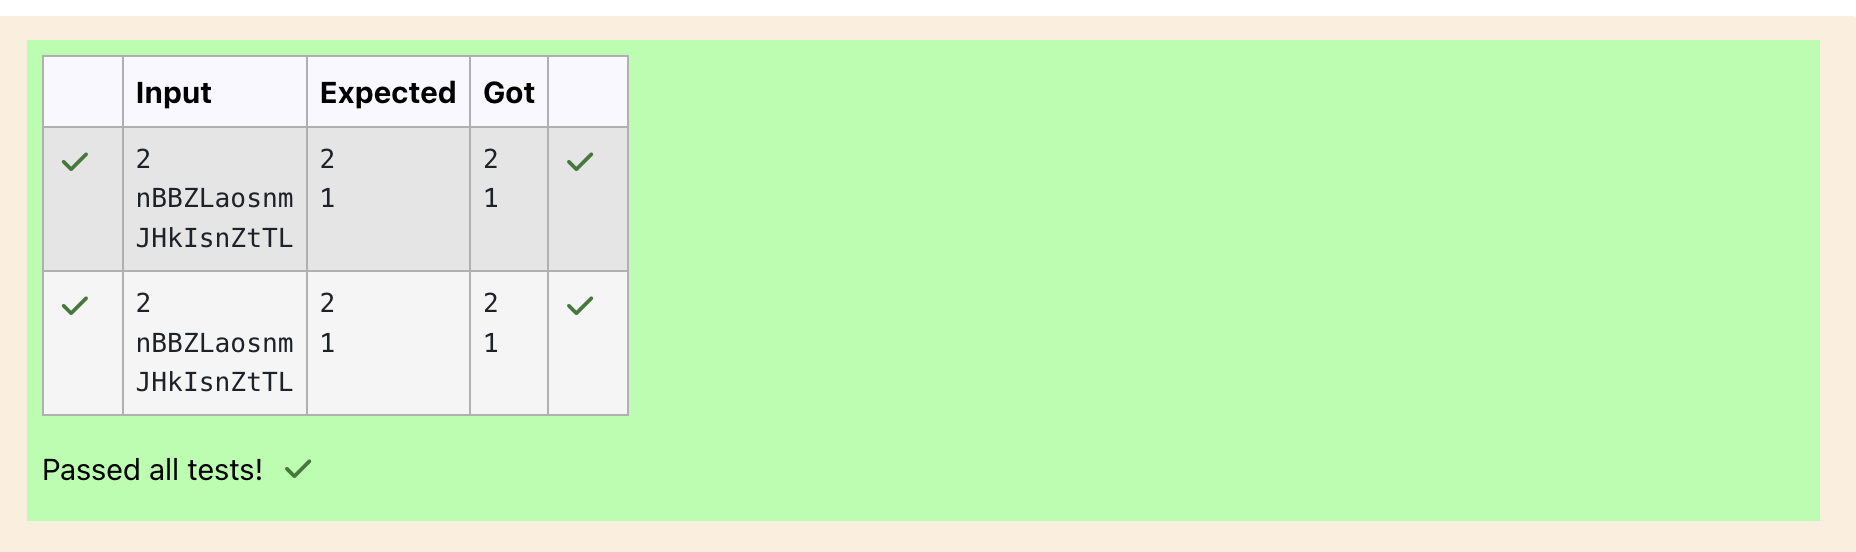 Input Expected Got
2 2 2
nBBZLaosnm 1 1
JHkIsnZtTL
2 2 2
nBBZLaosnm 1 1
JHkIsnZtTL
Passed all tests!